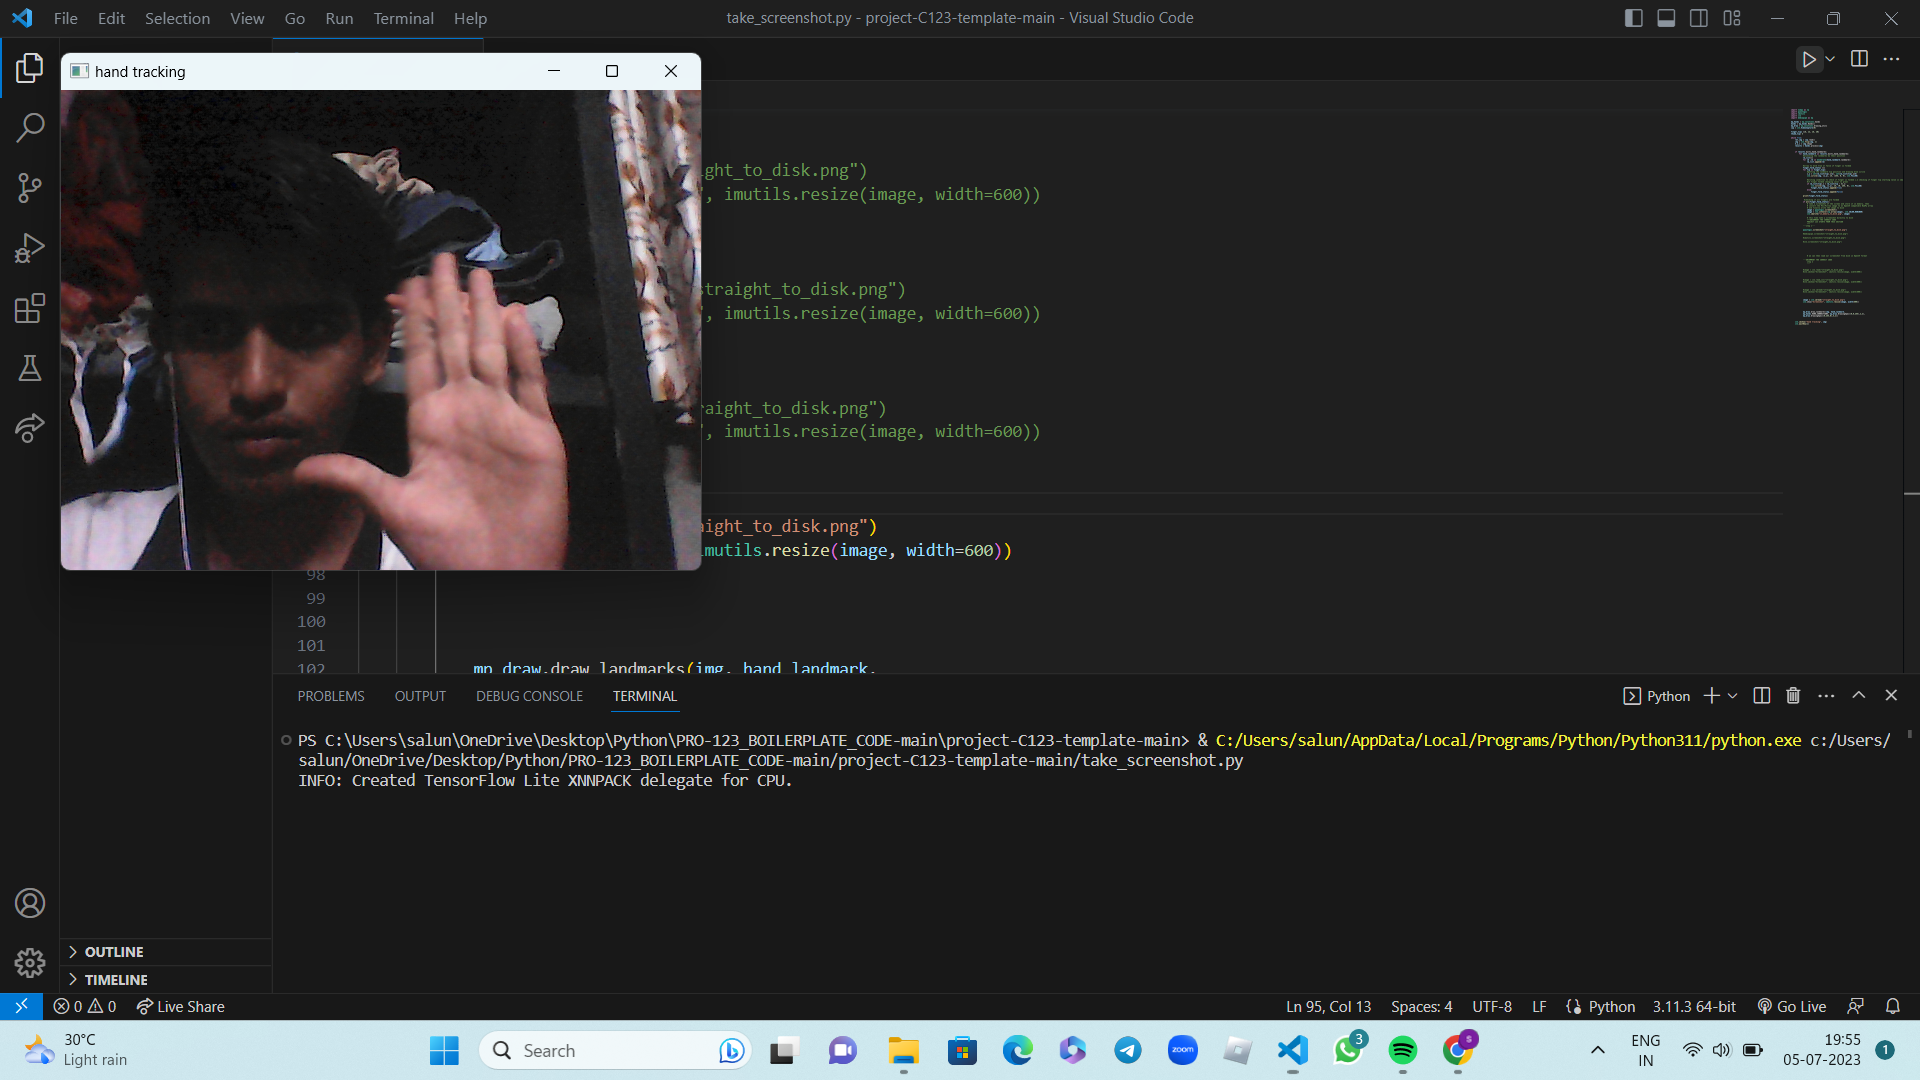 File Edit Selection View Go Run Terminal Help
take_screenshot.py - project-C123-template-main - Visual Studio Code
hand tracking
ght_to_disk.png")
", imutils.resize(image, width=600))
straight_to_disk.png")
", imutils.resize(image, width=600))
raight_to_disk.png")
", imutils.resize(image, width=600))
aight_to_disk.png")
imutils.resize(image, width=600))
98
99
100
101
102 mp_draw.draw_landmarks(img, hand_landmark,
PROBLEMS OUTPUT DEBUG CONSOLE TERMINAL
Python
PS C:\Users\salun\OneDrive\Desktop\Python\PRO-123_BOILERPLATE_CODE-main\project-C123-template-main> & C:/Users/salun/AppData/Local/Programs/Python/Python311/python.exe c:/Users/
salun/OneDrive/Desktop/Python/PRO-123_BOILERPLATE_CODE-main/project-C123-template-main/take_screenshot.py
INFO: Created TensorFlow Lite XNNPACK delegate for CPU.
OUTLINE
TIMELINE
0 0 Live Share
Ln 95, Col 13 Spaces: 4 UTF-8 LF Python 3.11.3 64-bit Go Live
30°C
Light rain
Search
zoom
3
s
ENG
IN
19:55
05-07-2023
1